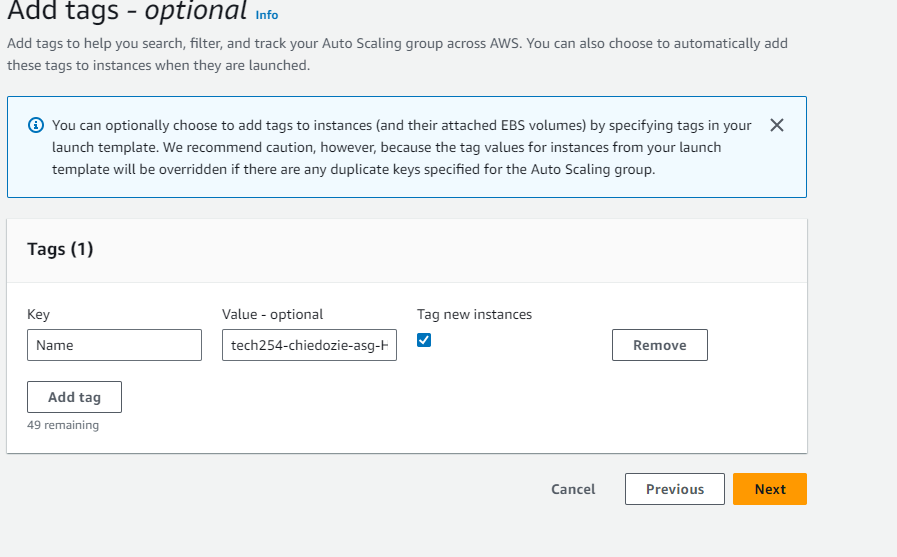 Add tags - optional Info
Add tags to help you search, filter, and track your Auto Scaling group across AWS. You can also choose to automatically add
these tags to instances when they are launched.
You can optionally choose to add tags to instances (and their attached EBS volumes) by specifying tags in your
launch template. We recommend caution, however, because the tag values for instances from your launch
template will be overridden if there are any duplicate keys specified for the Auto Scaling group.
Tags (1)
Key Value - optional Tag new instances
Name tech254-chiedozie-asg-H Remove
Add tag
49 remaining
Cancel Previous Next